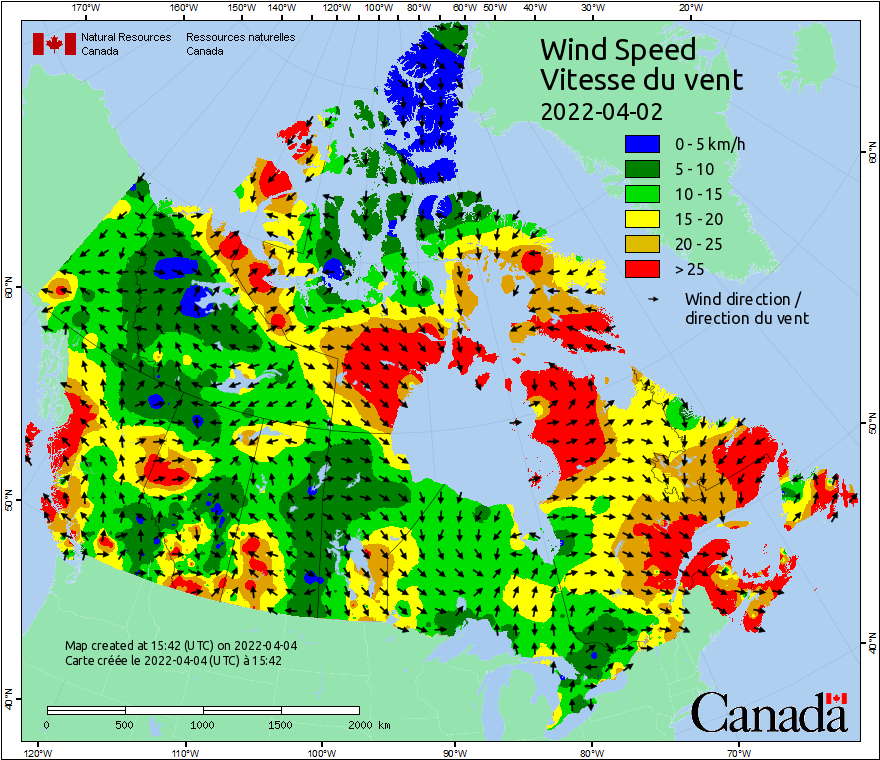 170°W 160°W 150°W 140°W 120°W 100°W 80°W 60°W 50°W 40°W 30°W 20°W
Natural Resources Ressources naturelles
Canada Canada
Wind Speed
Vitesse du vent
2022-04-02
0 - 5 km/h
5 - 10
10 - 15
15 - 20
20 - 25
> 25
Wind direction /
direction du vent
60°N
60°N
50°N
50°N
40°N
40°N
Map created at 15:42 (UTC) on 2022-04-04
Carte créée le 2022-04-04 (UTC) à 15:42
0 500 1000 1500 2000 km
Canada
120°W 110°W 100°W 90°W 80°W 70°W